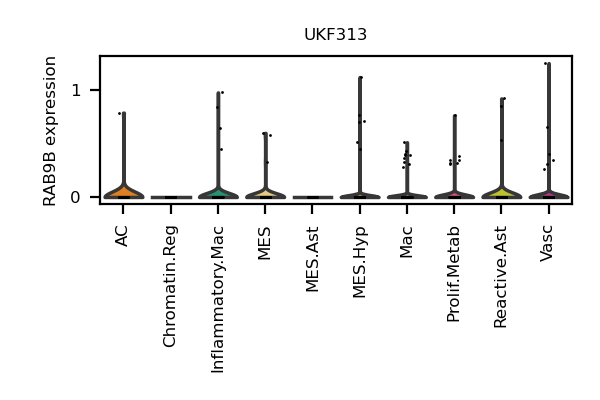 UKF313
RAB9B expression
1
0
AC
Chromatin.Reg
Inflammatory.Mac
MES
MES.Ast
MES.Hyp
Mac
Prolif.Metab
Reactive.Ast
Vasc